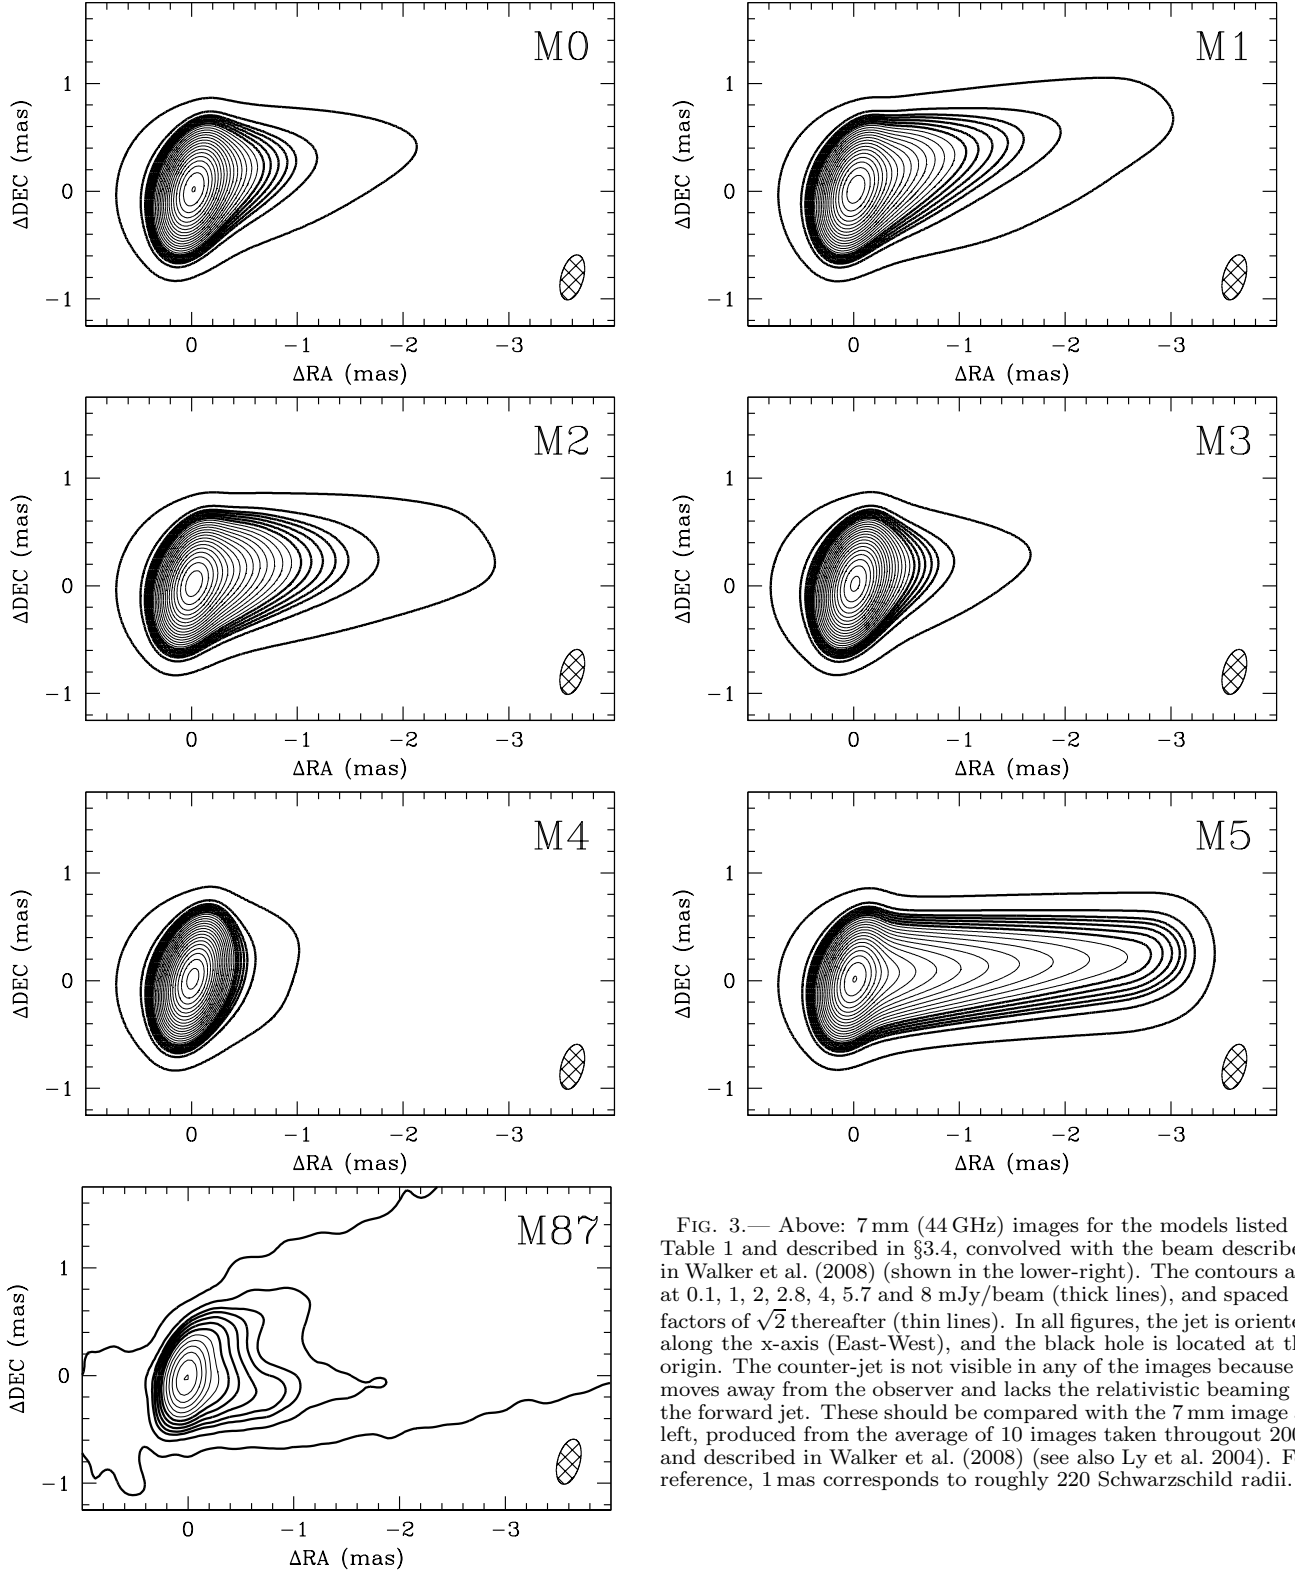 M0
ΔDEC (mas)
1
0
−1
0 −1 −2 −3
ΔRA (mas)
M1
ΔDEC (mas)
1
0
−1
0 −1 −2 −3
ΔRA (mas)
M2
ΔDEC (mas)
1
0
−1
0 −1 −2 −3
ΔRA (mas)
M3
ΔDEC (mas)
1
0
−1
0 −1 −2 −3
ΔRA (mas)
M4
ΔDEC (mas)
1
0
−1
0 −1 −2 −3
ΔRA (mas)
M5
ΔDEC (mas)
1
0
−1
0 −1 −2 −3
ΔRA (mas)
M87
ΔDEC (mas)
1
0
−1
0 −1 −2 −3
ΔRA (mas)
Fig. 3.— Above: 7 mm (44 GHz) images for the models listed
Table 1 and described in §3.4, convolved with the beam describe
in Walker et al. (2008) (shown in the lower-right). The contours a
at 0.1, 1, 2, 2.8, 4, 5.7 and 8 mJy/beam (thick lines), and spaced
factors of √2 thereafter (thin lines). In all figures, the jet is oriente
along the x-axis (East-West), and the black hole is located at th
origin. The counter-jet is not visible in any of the images because
moves away from the observer and lacks the relativistic beaming
the forward jet. These should be compared with the 7 mm image
left, produced from the average of 10 images taken througout 200
and described in Walker et al. (2008) (see also Ly et al. 2004). F
reference, 1 mas corresponds to roughly 220 Schwarzschild radii.